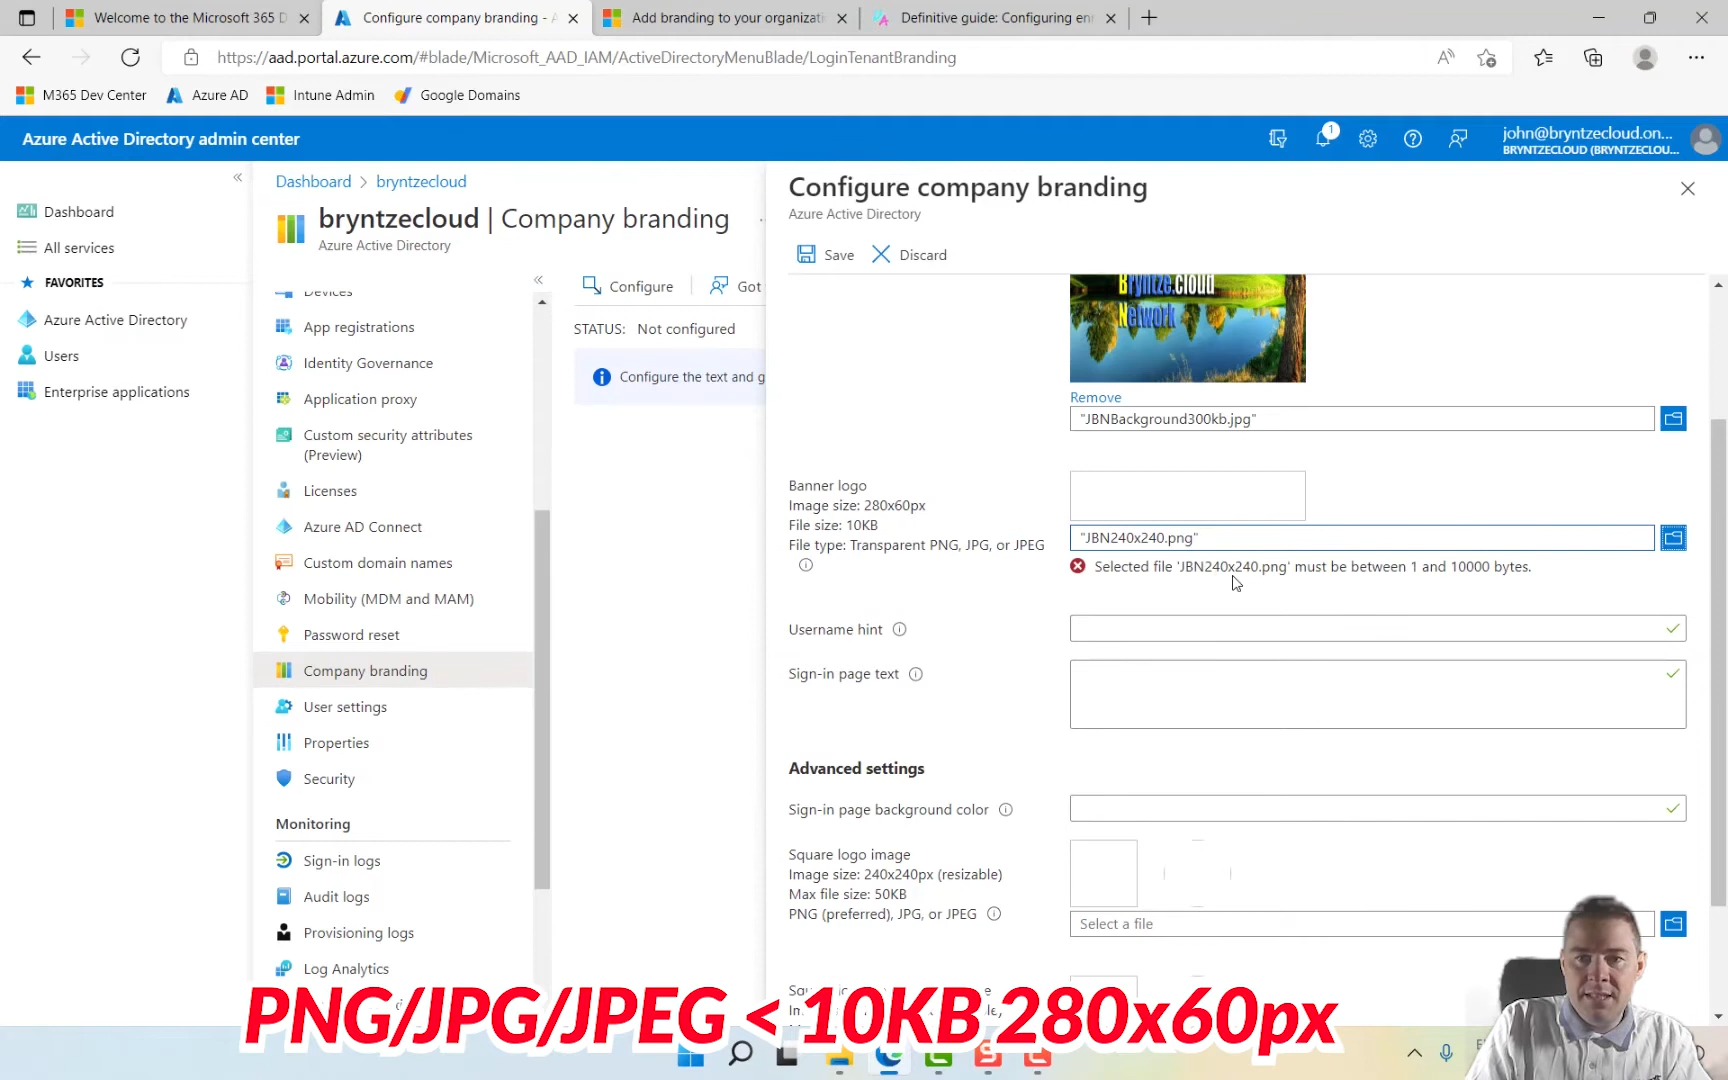 Welcome to the Microsoft 365 D
Configure company branding - A
Add branding to your organizati
Definitive guide: Configuring en
https://aad.portal.azure.com/#blade/Microsoft_AAD_IAM/ActiveDirectoryMenuBlade/LoginTenantBranding
M365 Dev Center
Azure AD
Intune Admin
Google Domains
Azure Active Directory admin center
1
john@bryntzecloud.on...
BRYNTZECLOUD (BRYNTZECLOU...
Dashboard
All services
FAVORITES
Azure Active Directory
Users
Enterprise applications
Dashboard > bryntzecloud
bryntzecloud | Company branding
Azure Active Directory
Devices
App registrations
Identity Governance
Application proxy
Custom security attributes
(Preview)
Licenses
Azure AD Connect
Custom domain names
Mobility (MDM and MAM)
Password reset
Company branding
User settings
Properties
Security
Monitoring
Sign-in logs
Audit logs
Provisioning logs
Log Analytics
Configure
Got
STATUS: Not configured
Configure the text and g
Configure company branding
Azure Active Directory
Save
Discard
Bryntze.cloud
Network
Remove
"JBNBackground300kb.jpg"
Banner logo
Image size: 280x60px
File size: 10KB
File type: Transparent PNG, JPG, or JPEG
"JBN240x240.png"
Selected file 'JBN240x240.png' must be between 1 and 10000 bytes.
Username hint
Sign-in page text
Advanced settings
Sign-in page background color
Square logo image
Image size: 240x240px (resizable)
Max file size: 50KB
PNG (preferred), JPG, or JPEG
Select a file
PNG/JPG/JPEG < 10KB 280x60px